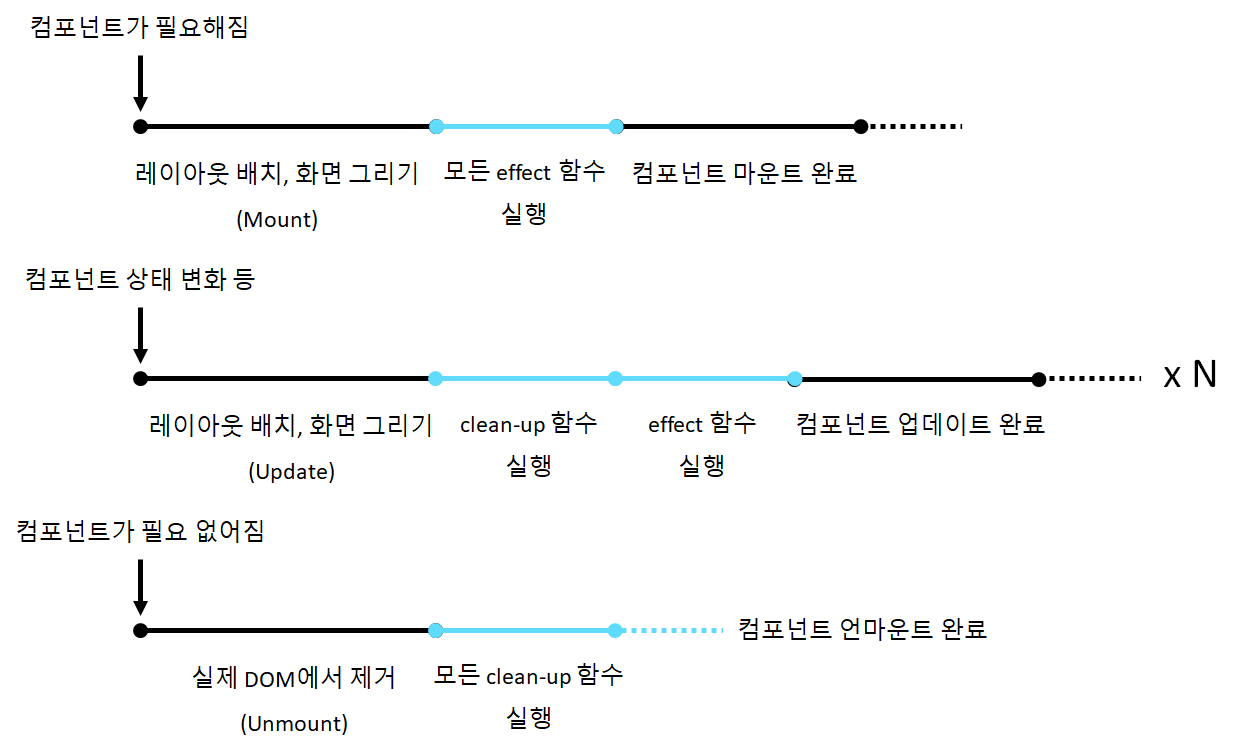 컴포넌트가 필요해짐
레이아웃 배치, 화면 그리기
(Mount)
모든 effect 함수
실행
컴포넌트 마운트 완료
컴포넌트 상태 변화 등
x N
레이아웃 배치, 화면 그리기
(Update)
clean-up 함수
실행
effect 함수
실행
컴포넌트 업데이트 완료
컴포넌트가 필요 없어짐
컴포넌트 언마운트 완료
실제 DOM에서 제거
(Unmount)
모든 clean-up 함수
실행